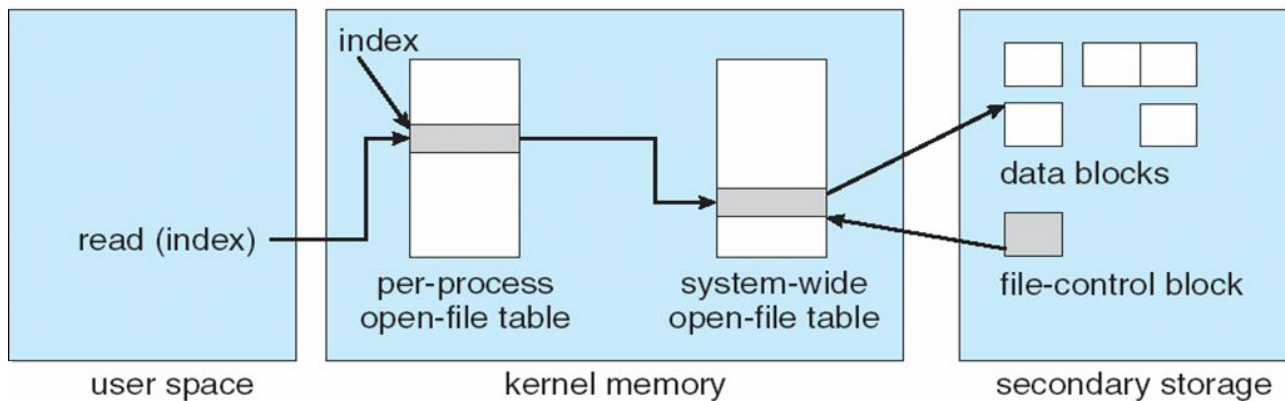 index
read (index)
per-process
open-file table
system-wide
open-file table
data blocks
file-control block
user space
kernel memory
secondary storage